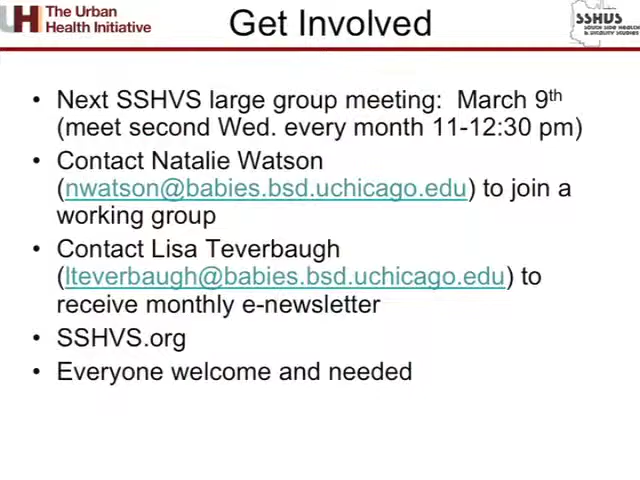 The Urban
Health Initiative
Get Involved
SSHVS
South Side Health
& Vitality Studies
• Next SSHVS large group meeting: March 9th
(meet second Wed. every month 11-12:30 pm)
• Contact Natalie Watson
(nwatson@babies.bsd.uchicago.edu) to join a
working group
• Contact Lisa Teverbaugh
(lteverbaugh@babies.bsd.uchicago.edu) to
receive monthly e-newsletter
• SSHVS.org
• Everyone welcome and needed